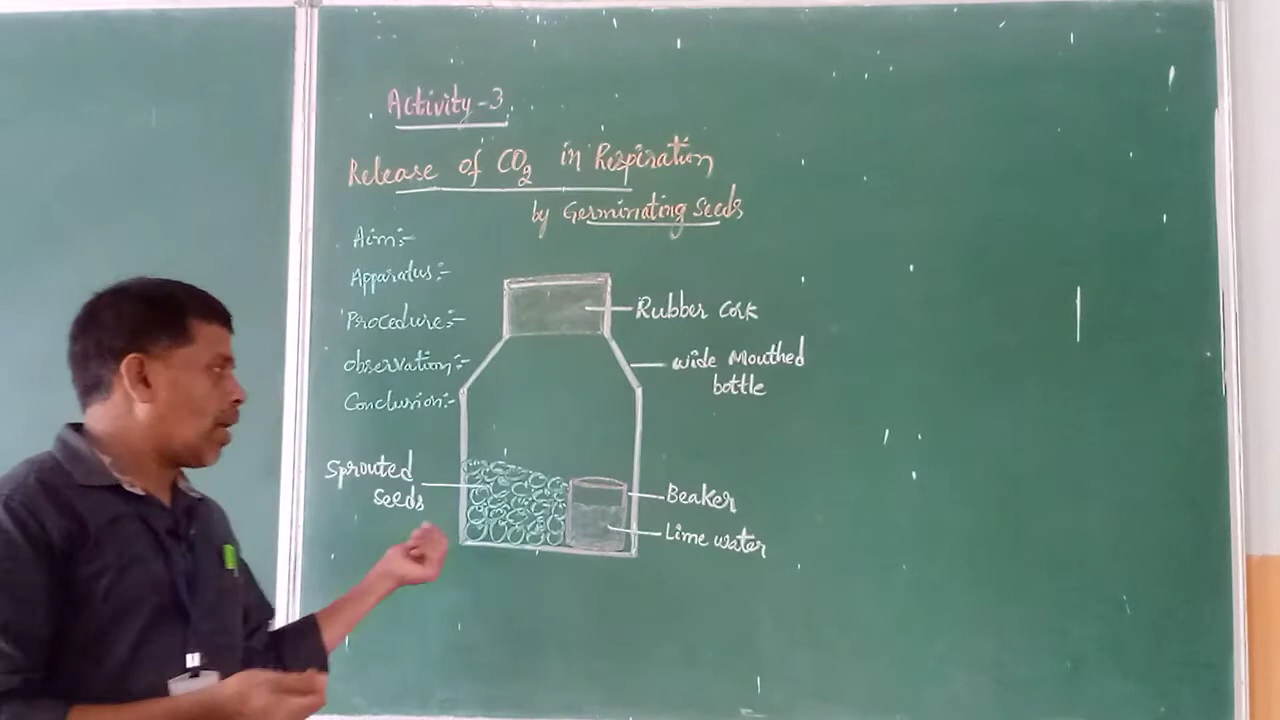 Activity-3
Release of CO2 in Respiration
by Germinating Seeds
Aim:-
Apparatus:-
Procedure:-
Observation:-
Conclusion:-
Rubber Cork
Wide Mouthed
bottle
Sprouted
seeds
Beaker
Lime water